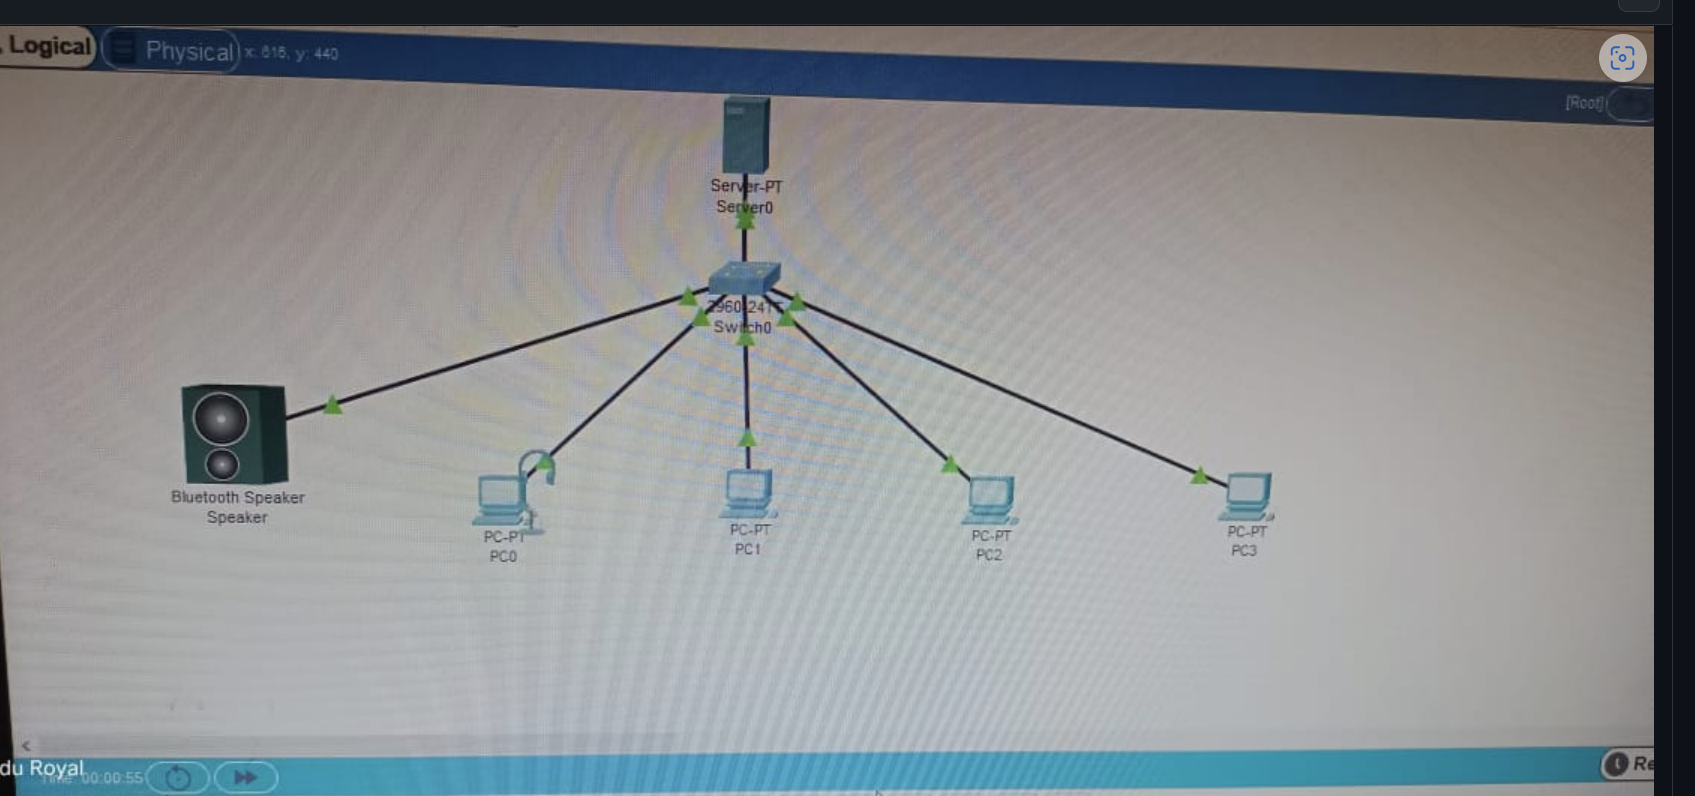 Logical
Physical x: 616, y: 440
[Root]
Server-PT
Server0
2960-24TT
Switch0
Bluetooth Speaker
Speaker
PC-PT
PC0
PC-PT
PC1
PC-PT
PC2
PC-PT
PC3
du Royal
Time: 00:00:55
Re